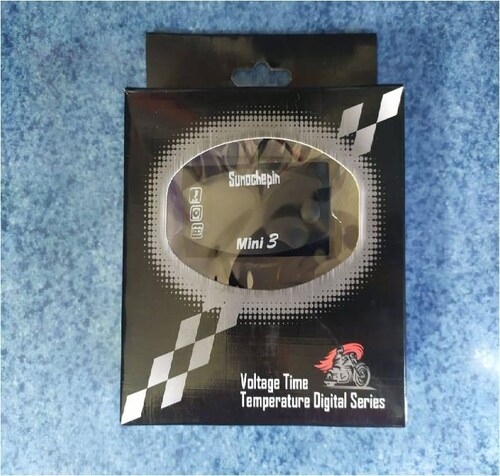 Sunochepin
Mini 3
Voltage Time
Temperature Digital Series